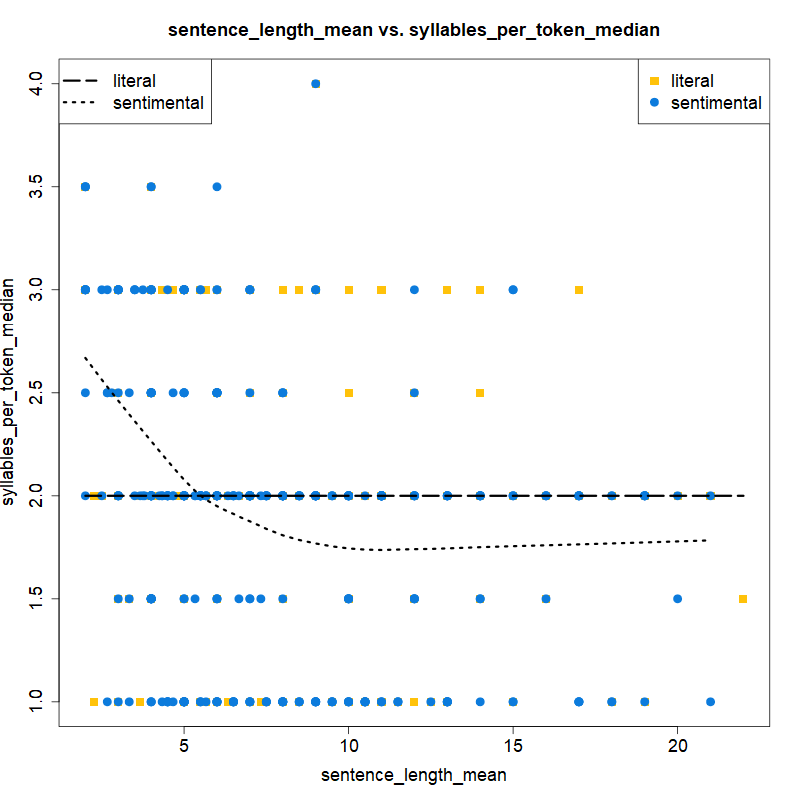 sentence_length_mean vs. syllables_per_token_median
literal
sentimental
literal
sentimental
syllables_per_token_median
4.0
3.5
3.0
2.5
2.0
1.5
1.0
5 10 15 20
sentence_length_mean